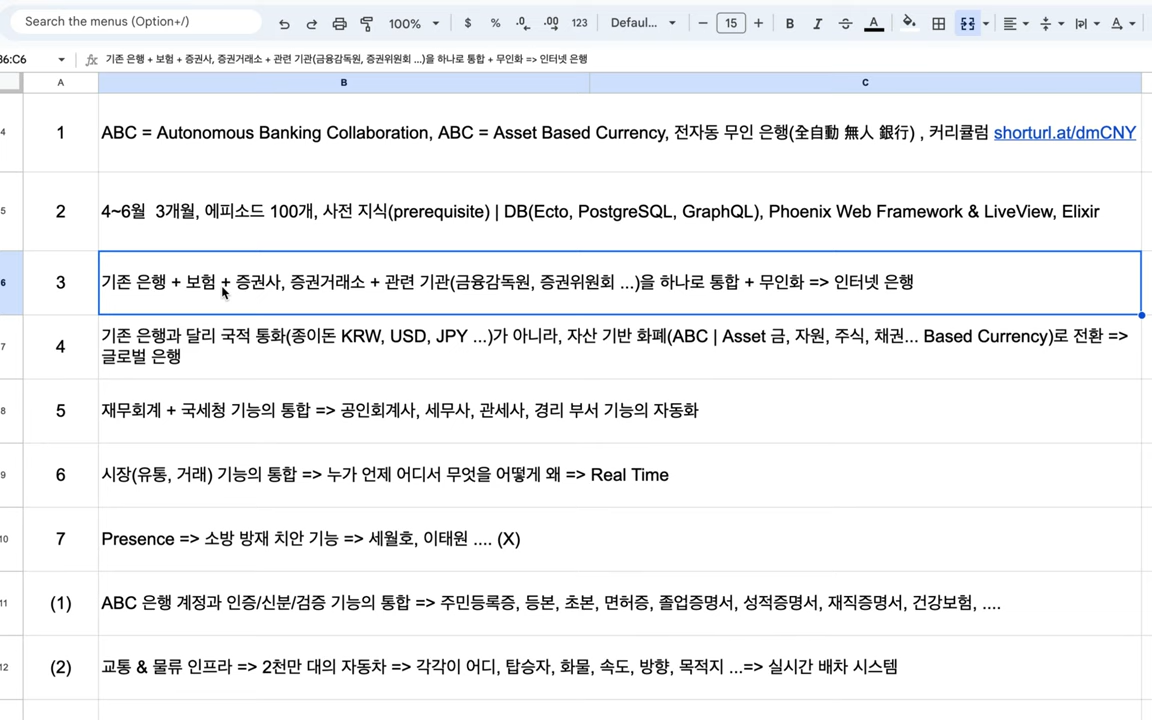 Search the menus (Option+/)
100%
$ % .0 .00 123
Defaul...
15
B I A
B6:C6
fx 기존 은행 + 보험 + 증권사, 증권거래소 + 관련 기관(금융감독원, 증권위원회 ...)을 하나로 통합 + 무인화 => 인터넷 은행
A B C
4 1 ABC = Autonomous Banking Collaboration, ABC = Asset Based Currency, 전자동 무인 은행(全自動 無人 銀行) , 커리큘럼 shorturl.at/dmCNY
5 2 4~6월 3개월, 에피소드 100개, 사전 지식(prerequisite) | DB(Ecto, PostgreSQL, GraphQL), Phoenix Web Framework & LiveView, Elixir
6 3 기존 은행 + 보험 + 증권사, 증권거래소 + 관련 기관(금융감독원, 증권위원회 ...)을 하나로 통합 + 무인화 => 인터넷 은행
7 4 기존 은행과 달리 국적 통화(종이돈 KRW, USD, JPY ...)가 아니라, 자산 기반 화폐(ABC | Asset 금, 자원, 주식, 채권... Based Currency)로 전환 =>
글로벌 은행
8 5 재무회계 + 국세청 기능의 통합 => 공인회계사, 세무사, 관세사, 경리 부서 기능의 자동화
9 6 시장(유통, 거래) 기능의 통합 => 누가 언제 어디서 무엇을 어떻게 왜 => Real Time
10 7 Presence => 소방 방재 치안 기능 => 세월호, 이태원 .... (X)
11 (1) ABC 은행 계정과 인증/신분/검증 기능의 통합 => 주민등록증, 등본, 초본, 면허증, 졸업증명서, 성적증명서, 재직증명서, 건강보험, ....
12 (2) 교통 & 물류 인프라 => 2천만 대의 자동차 => 각각이 어디, 탑승자, 화물, 속도, 방향, 목적지 ...=> 실시간 배차 시스템